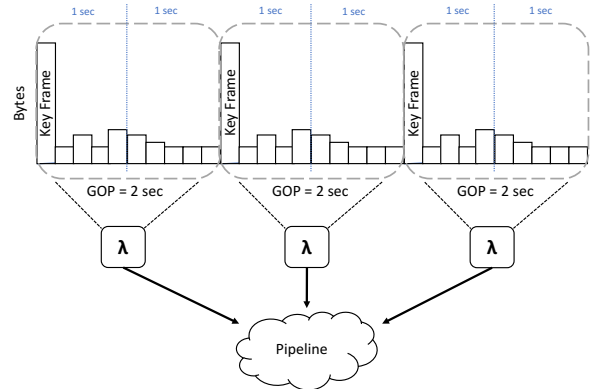 1 sec 1 sec 1 sec 1 sec 1 sec 1 sec
Bytes
Key Frame
Key Frame
Key Frame
GOP = 2 sec GOP = 2 sec GOP = 2 sec
λ λ λ
Pipeline